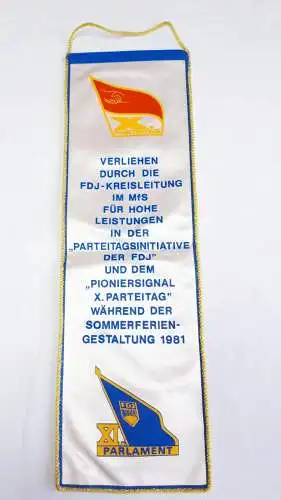 X.
VERLIEHEN
DURCH DIE
FDJ-KREISLEITUNG
IM MfS
FÜR HOHE
LEISTUNGEN
IN DER
„PARTEITAGSINITIATIVE
DER FDJ"
UND DEM
„PIONIERSIGNAL
X. PARTEITAG"
WÄHREND DER
SOMMERFERIEN-
GESTALTUNG 1981
FDJ
XI.
PARLAMENT